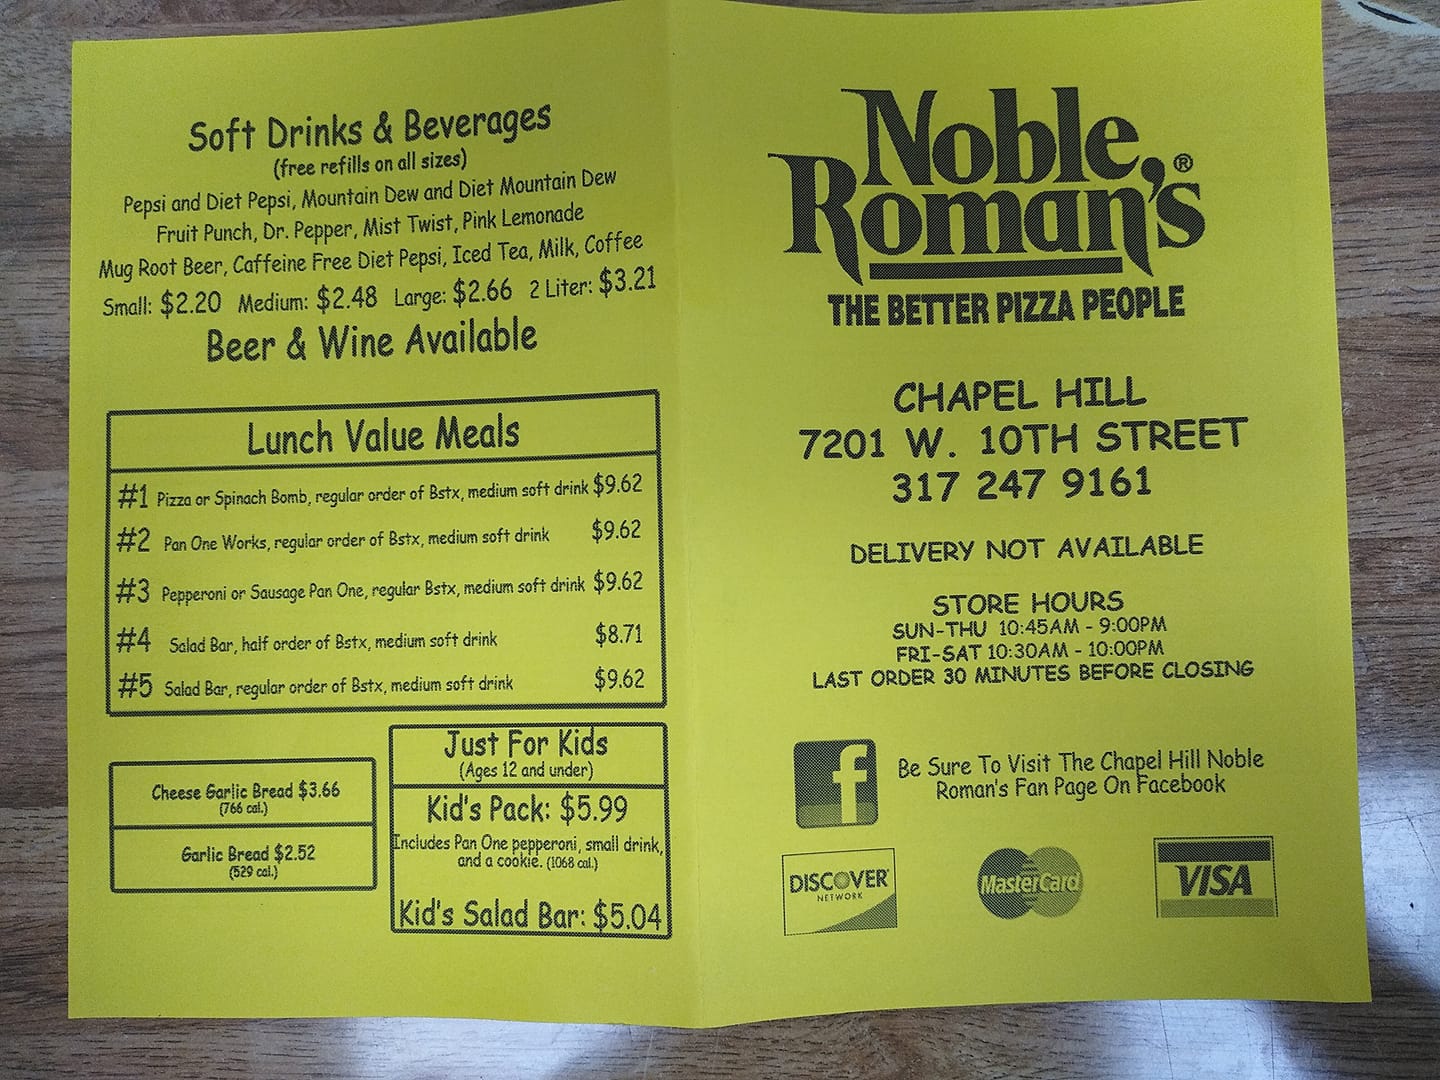 Soft Drinks & Beverages
(free refills on all sizes)
Pepsi and Diet Pepsi, Mountain Dew and Diet Mountain Dew
Fruit Punch, Dr. Pepper, Mist Twist, Pink Lemonade
Mug Root Beer, Caffeine Free Diet Pepsi, Iced Tea, Milk, Coffee
Small: $2.20 Medium: $2.48 Large: $2.66 2 Liter: $3.21
Beer & Wine Available
Lunch Value Meals
#1 Pizza or Spinach Bomb, regular order of Bstx, medium soft drink $9.62
#2 Pan One Works, regular order of Bstx, medium soft drink $9.62
#3 Pepperoni or Sausage Pan One, regular Bstx, medium soft drink $9.62
#4 Salad Bar, half order of Bstx, medium soft drink $8.71
#5 Salad Bar, regular order of Bstx, medium soft drink $9.62
Cheese Garlic Bread $3.66
(766 cal.)
Garlic Bread $2.52
(529 cal.)
Just For Kids
(Ages 12 and under)
Kid's Pack: $5.99
Includes Pan One pepperoni, small drink,
and a cookie. (1068 cal.)
Kid's Salad Bar: $5.04
Noble
Roman's®
THE BETTER PIZZA PEOPLE
CHAPEL HILL
7201 W. 10TH STREET
317 247 9161
DELIVERY NOT AVAILABLE
STORE HOURS
SUN-THU 10:45AM - 9:00PM
FRI-SAT 10:30AM - 10:00PM
LAST ORDER 30 MINUTES BEFORE CLOSING
f
Be Sure To Visit The Chapel Hill Noble
Roman's Fan Page On Facebook
DISCOVER
NETWORK
MasterCard
VISA